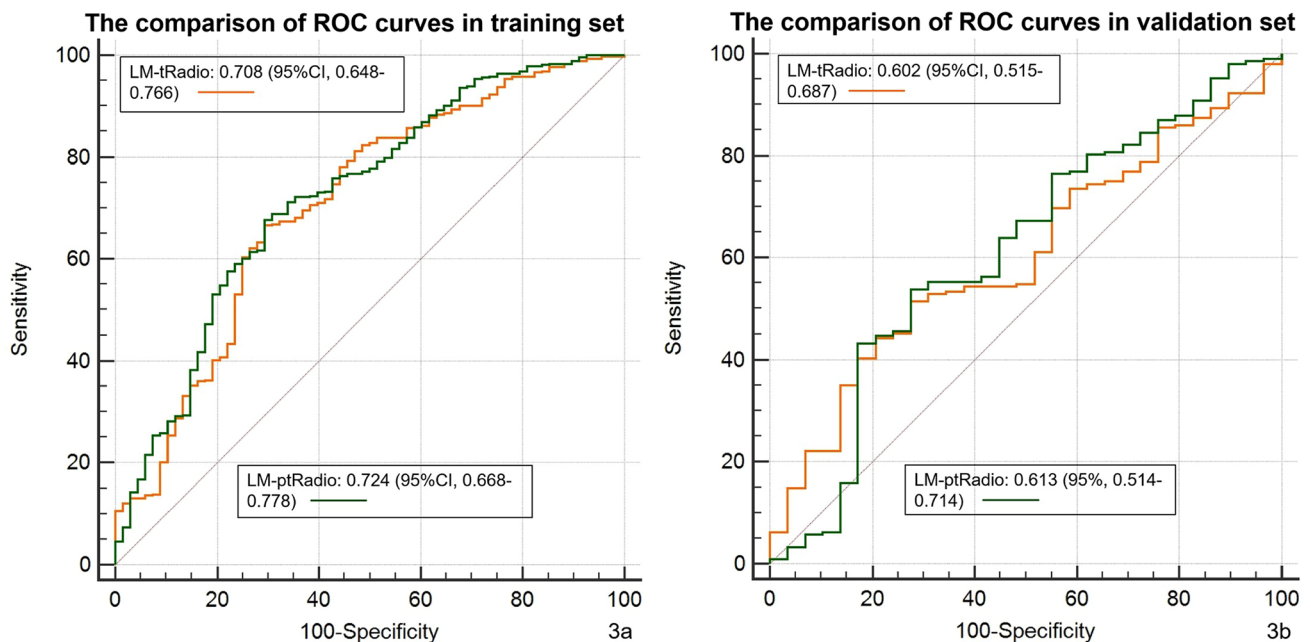 The comparison of ROC curves in training set
LM-tRadio: 0.708 (95%CI, 0.648-
0.766)
LM-ptRadio: 0.724 (95%CI, 0.668-
0.778)
100
80
60
40
20
0
Sensitivity
0 20 40 60 80 100
100-Specificity
3a
The comparison of ROC curves in validation set
LM-tRadio: 0.602 (95%CI, 0.515-
0.687)
LM-ptRadio: 0.613 (95%, 0.514-
0.714)
100
80
60
40
20
0
Sensitivity
0 20 40 60 80 100
100-Specificity
3b